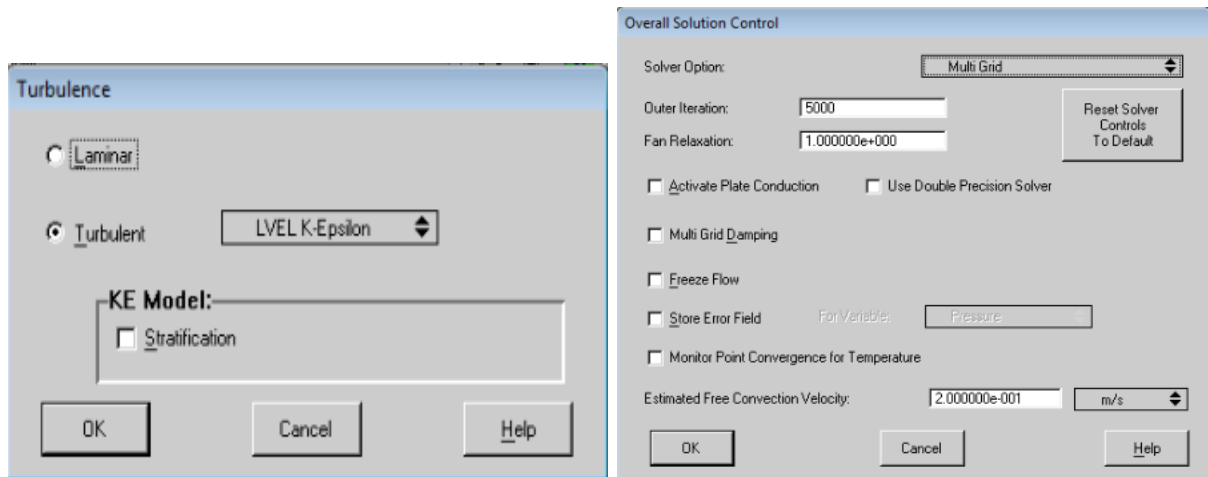 Turbulence
Laminar
Turbulent LVEL K-Epsilon
KE Model:
Stratification
OK Cancel Help
Overall Solution Control
Solver Option: Multi Grid
Outer Iteration: 5000
Fan Relaxation: 1.000000e+000
Reset Solver
Controls
To Default
Activate Plate Conduction Use Double Precision Solver
Multi Grid Damping
Freeze Flow
Store Error Field For Variable: Pressure
Monitor Point Convergence for Temperature
Estimated Free Convection Velocity: 2.000000e-001 m/s
OK Cancel Help